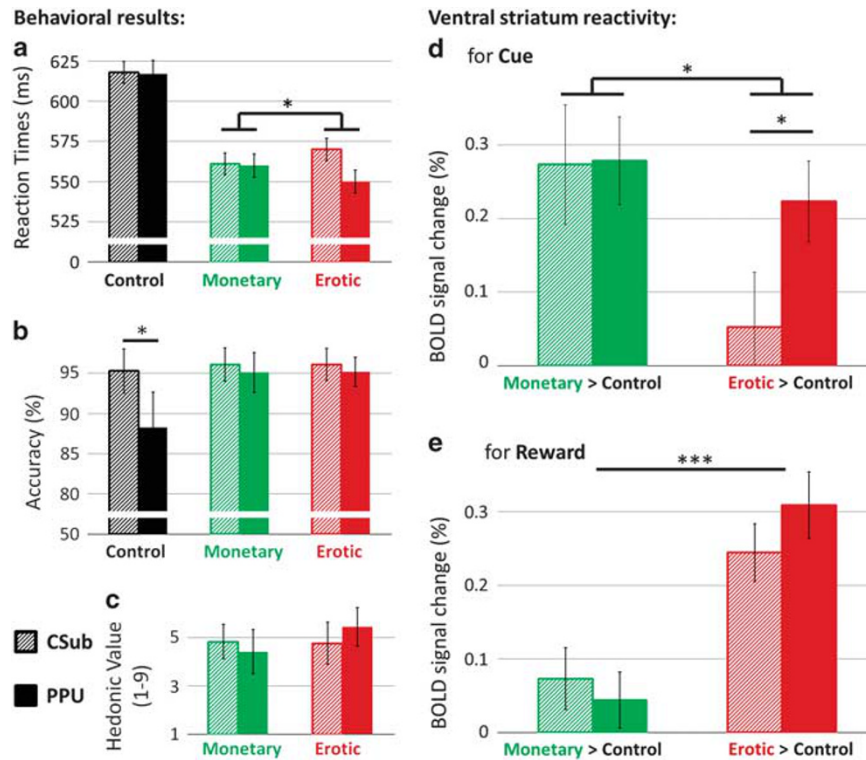 Behavioral results:
a
Reaction Times (ms)
625
600
575
550
525
0
*
Control
Monetary
Erotic
b
Accuracy (%)
95
90
85
80
50
*
Control
Monetary
Erotic
c
Hedonic Value
(1-9)
5
3
1
Monetary
Erotic
CSub
PPU
Ventral striatum reactivity:
d
for Cue
BOLD signal change (%)
0.3
0.2
0.1
0
*
*
Monetary > Control
Erotic > Control
e
for Reward
BOLD signal change (%)
0.3
0.2
0.1
0
***
Monetary > Control
Erotic > Control